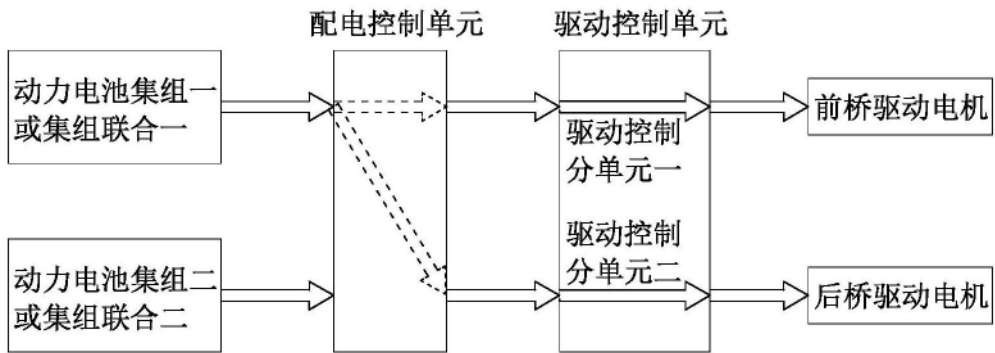 配电控制单元
驱动控制单元
动力电池集组一
或集组联合一
前桥驱动电机
驱动控制
分单元一
动力电池集组二
或集组联合二
驱动控制
分单元二
后桥驱动电机